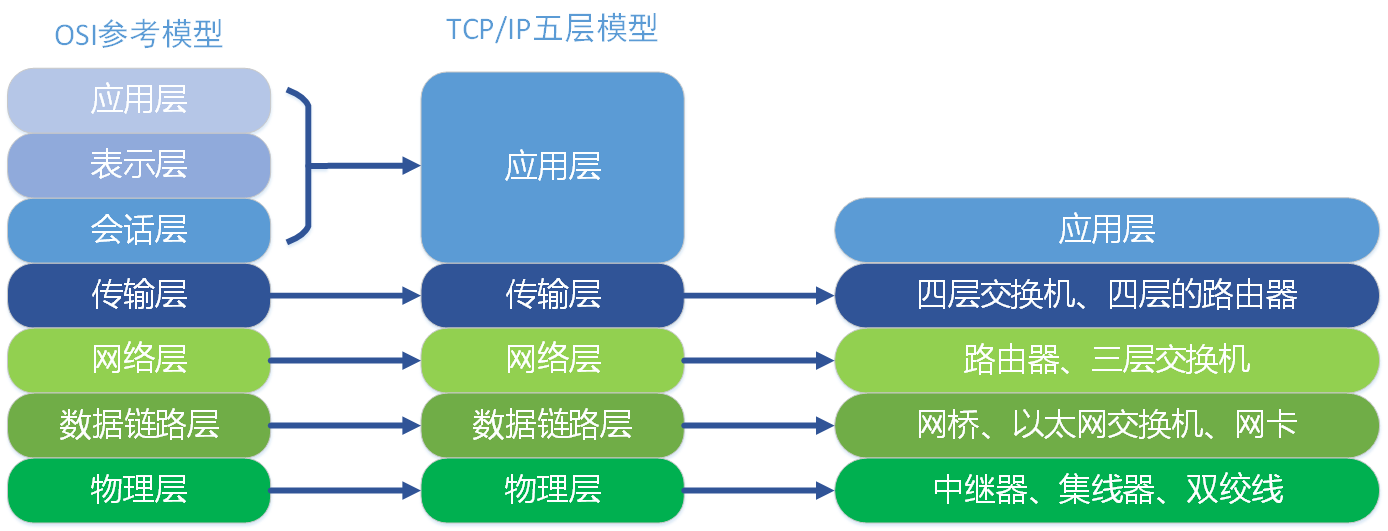 OSI参考模型
应用层
表示层
会话层
传输层
网络层
数据链路层
物理层
TCP/IP五层模型
应用层
传输层
网络层
数据链路层
物理层
应用层
四层交换机、四层的路由器
路由器、三层交换机
网桥、以太网交换机、网卡
中继器、集线器、双绞线